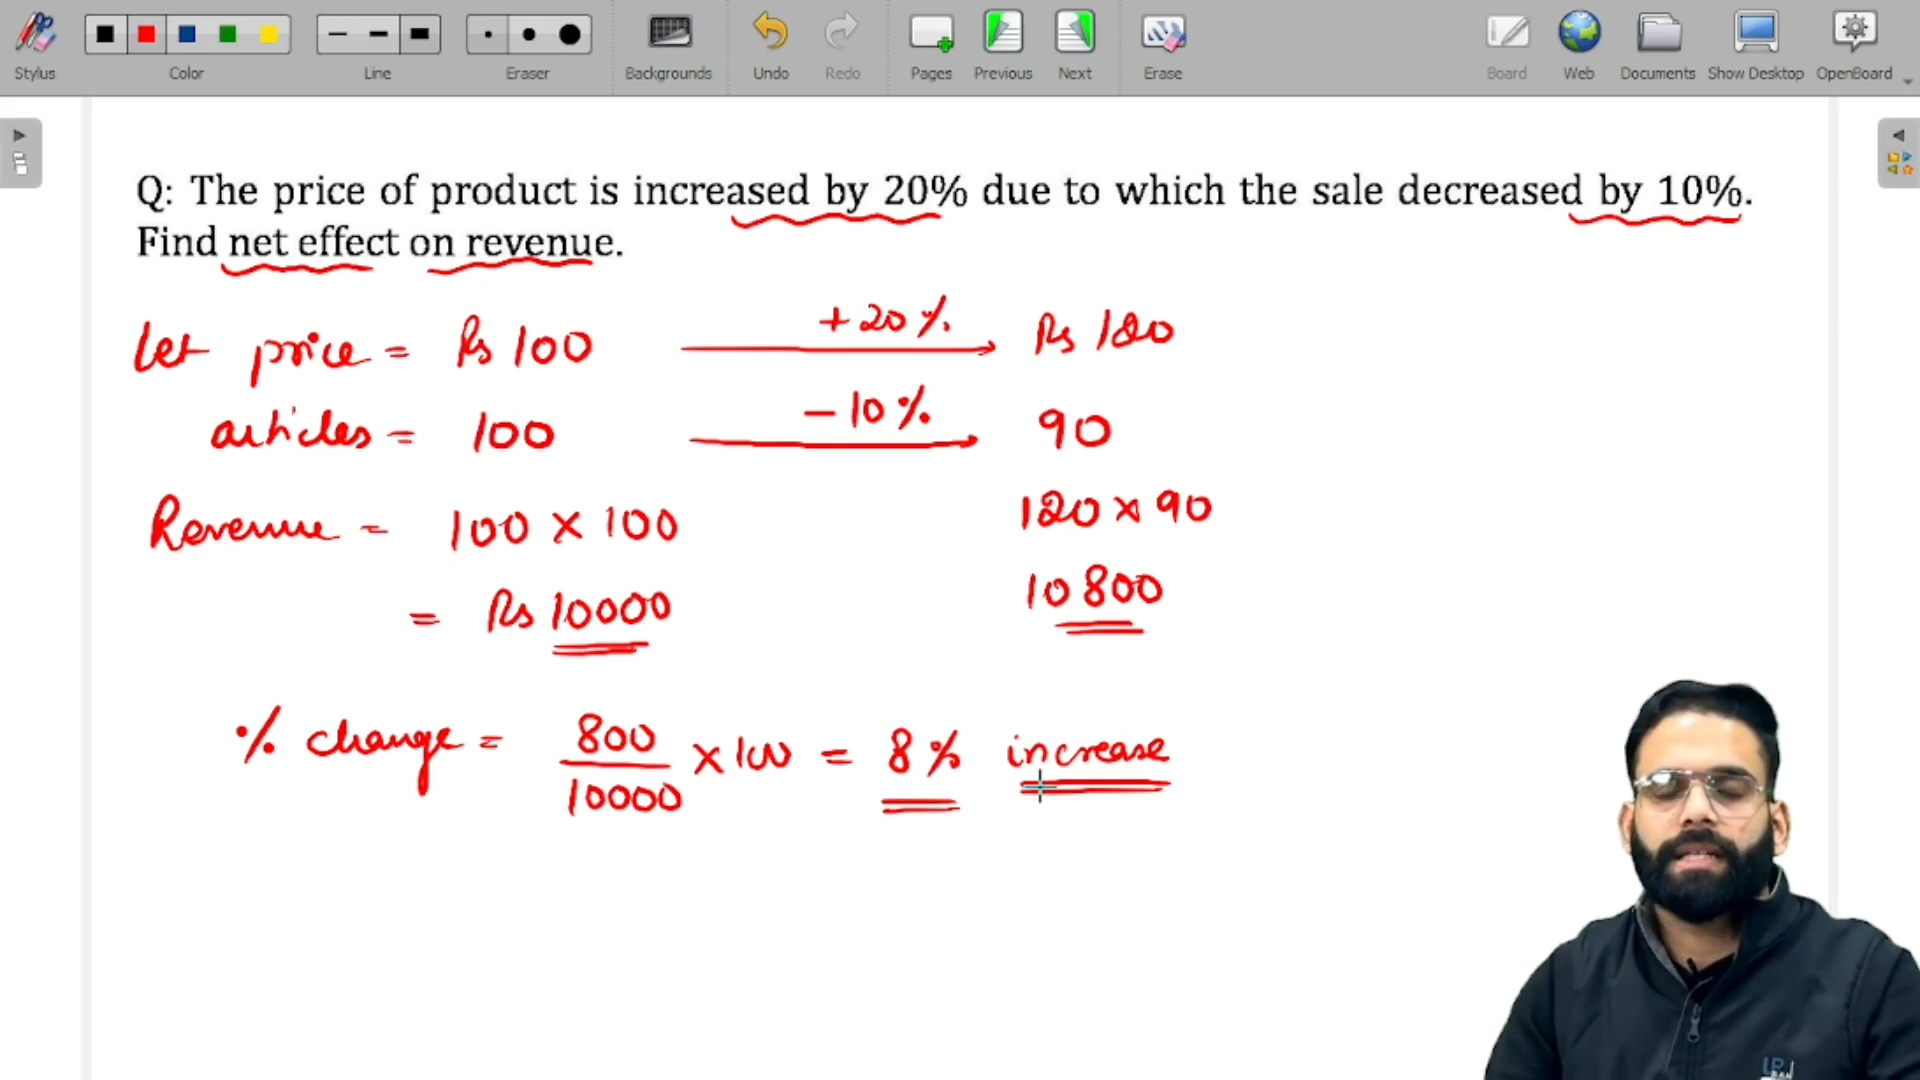 Stylus Color Line Eraser Backgrounds Undo Redo Pages Previous Next Erase Board Web Documents Show Desktop OpenBoard
Q: The price of product is increased by 20% due to which the sale decreased by 10%.
Find net effect on revenue.
Let price = Rs 100 +20% Rs 120
articles = 100 -10% 90
Revenue = 100 × 100 120 × 90
= Rs 10000 10800
% change = 800/10000 × 100 = 8% increase